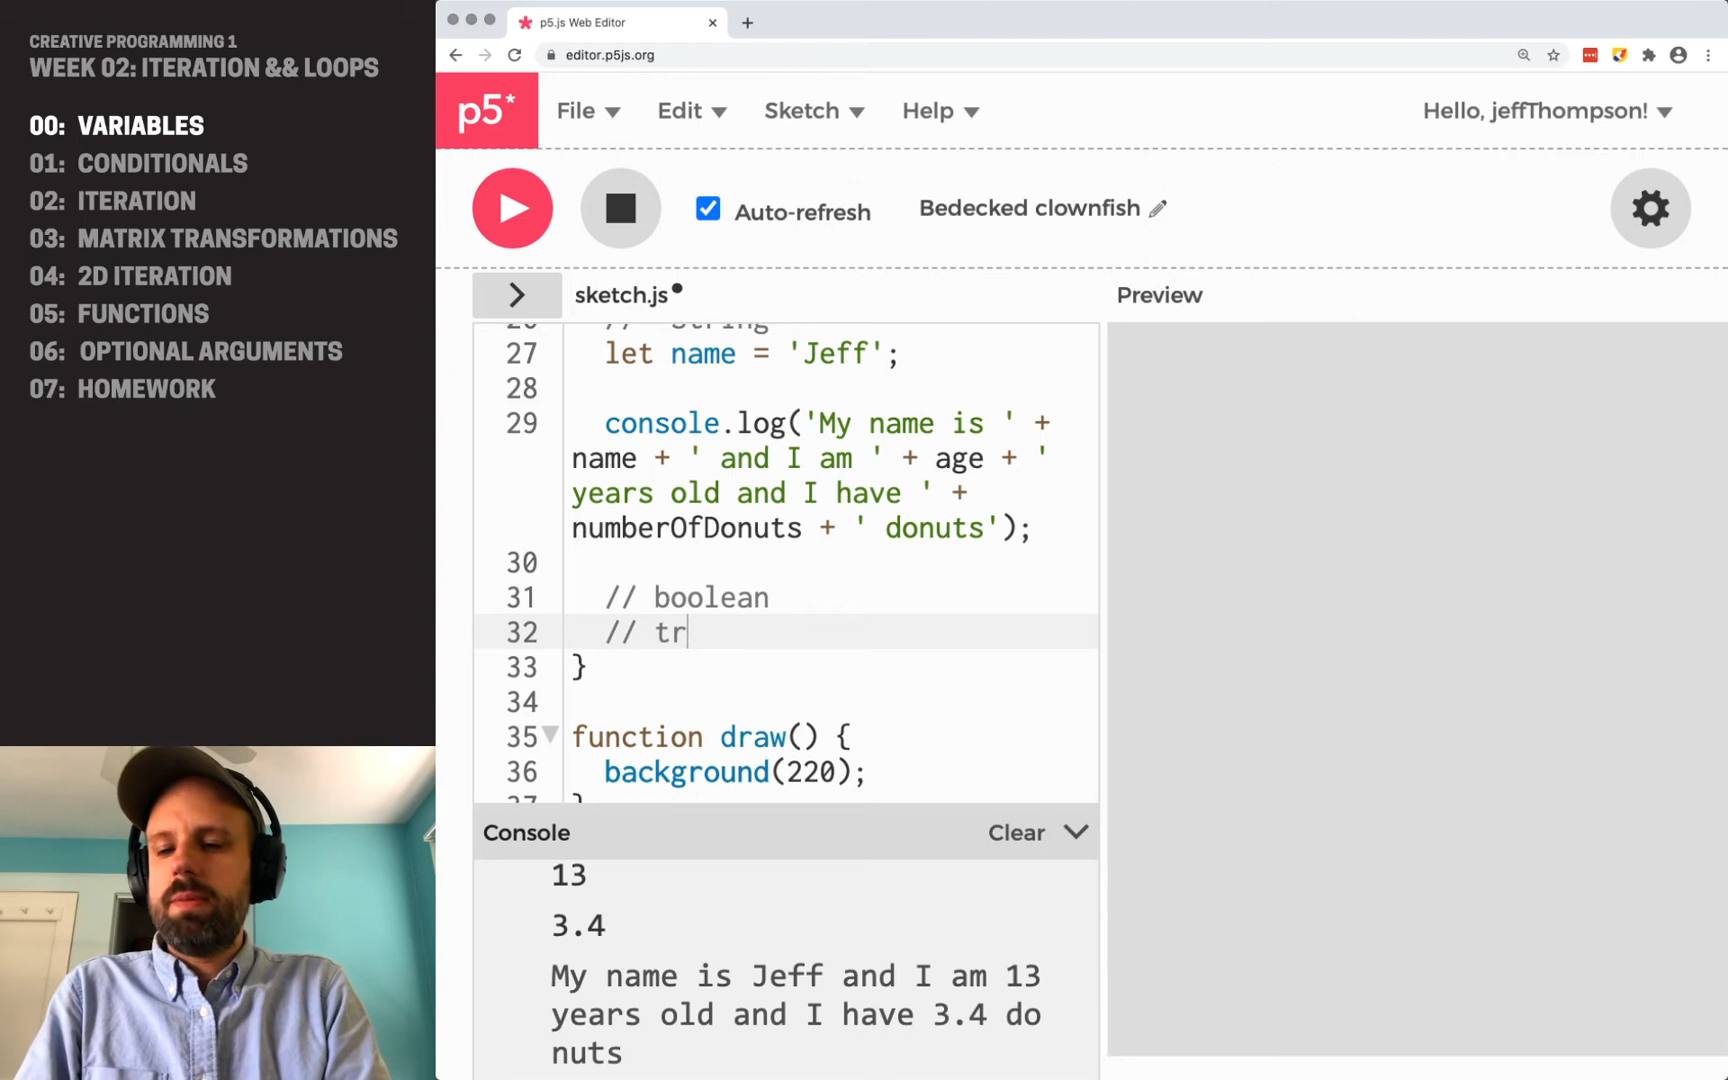 CREATIVE PROGRAMMING 1
WEEK 02: ITERATION && LOOPS
00: VARIABLES
01: CONDITIONALS
02: ITERATION
03: MATRIX TRANSFORMATIONS
04: 2D ITERATION
05: FUNCTIONS
06: OPTIONAL ARGUMENTS
07: HOMEWORK
p5.js Web Editor
editor.p5js.org
p5* File Edit Sketch Help Hello, jeffThompson!
Auto-refresh Bedecked clownfish
sketch.js Preview
26 // String
27 let name = 'Jeff';
28
29 console.log('My name is ' +
name + ' and I am ' + age + '
years old and I have ' +
numberOfDonuts + ' donuts');
30
31 // boolean
32 // tr
33 }
34
35 function draw() {
36 background(220);
37 }
Console Clear
13
3.4
My name is Jeff and I am 13
years old and I have 3.4 do
nuts